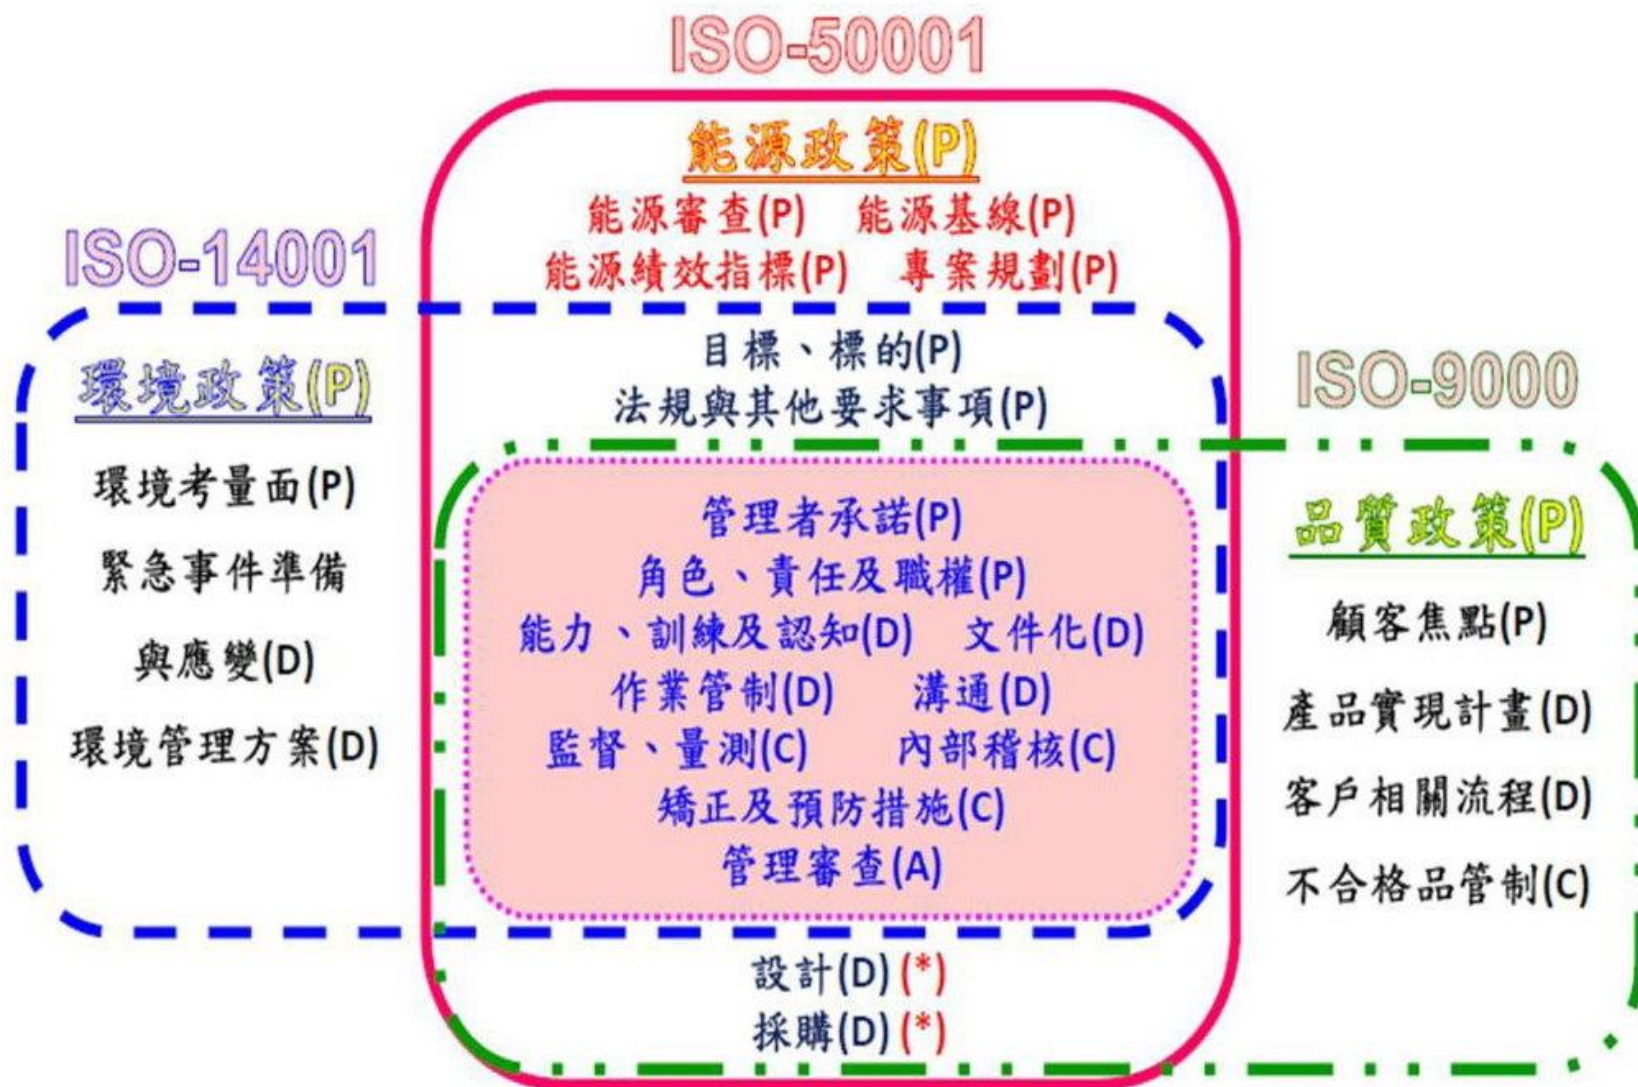 ISO-50001
能源政策(P)
能源審查(P) 能源基線(P)
能源績效指標(P) 專案規劃(P)
ISO-14001
環境政策(P)
環境考量面(P)
緊急事件準備
與應變(D)
環境管理方案(D)
目標、標的(P)
法規與其他要求事項(P)
管理者承諾(P)
角色、責任及職權(P)
能力、訓練及認知(D) 文件化(D)
作業管制(D) 溝通(D)
監督、量測(C) 內部稽核(C)
矯正及預防措施(C)
管理審查(A)
設計(D) (*)
採購(D) (*)
ISO-9000
品質政策(P)
顧客焦點(P)
產品實現計畫(D)
客戶相關流程(D)
不合格品管制(C)